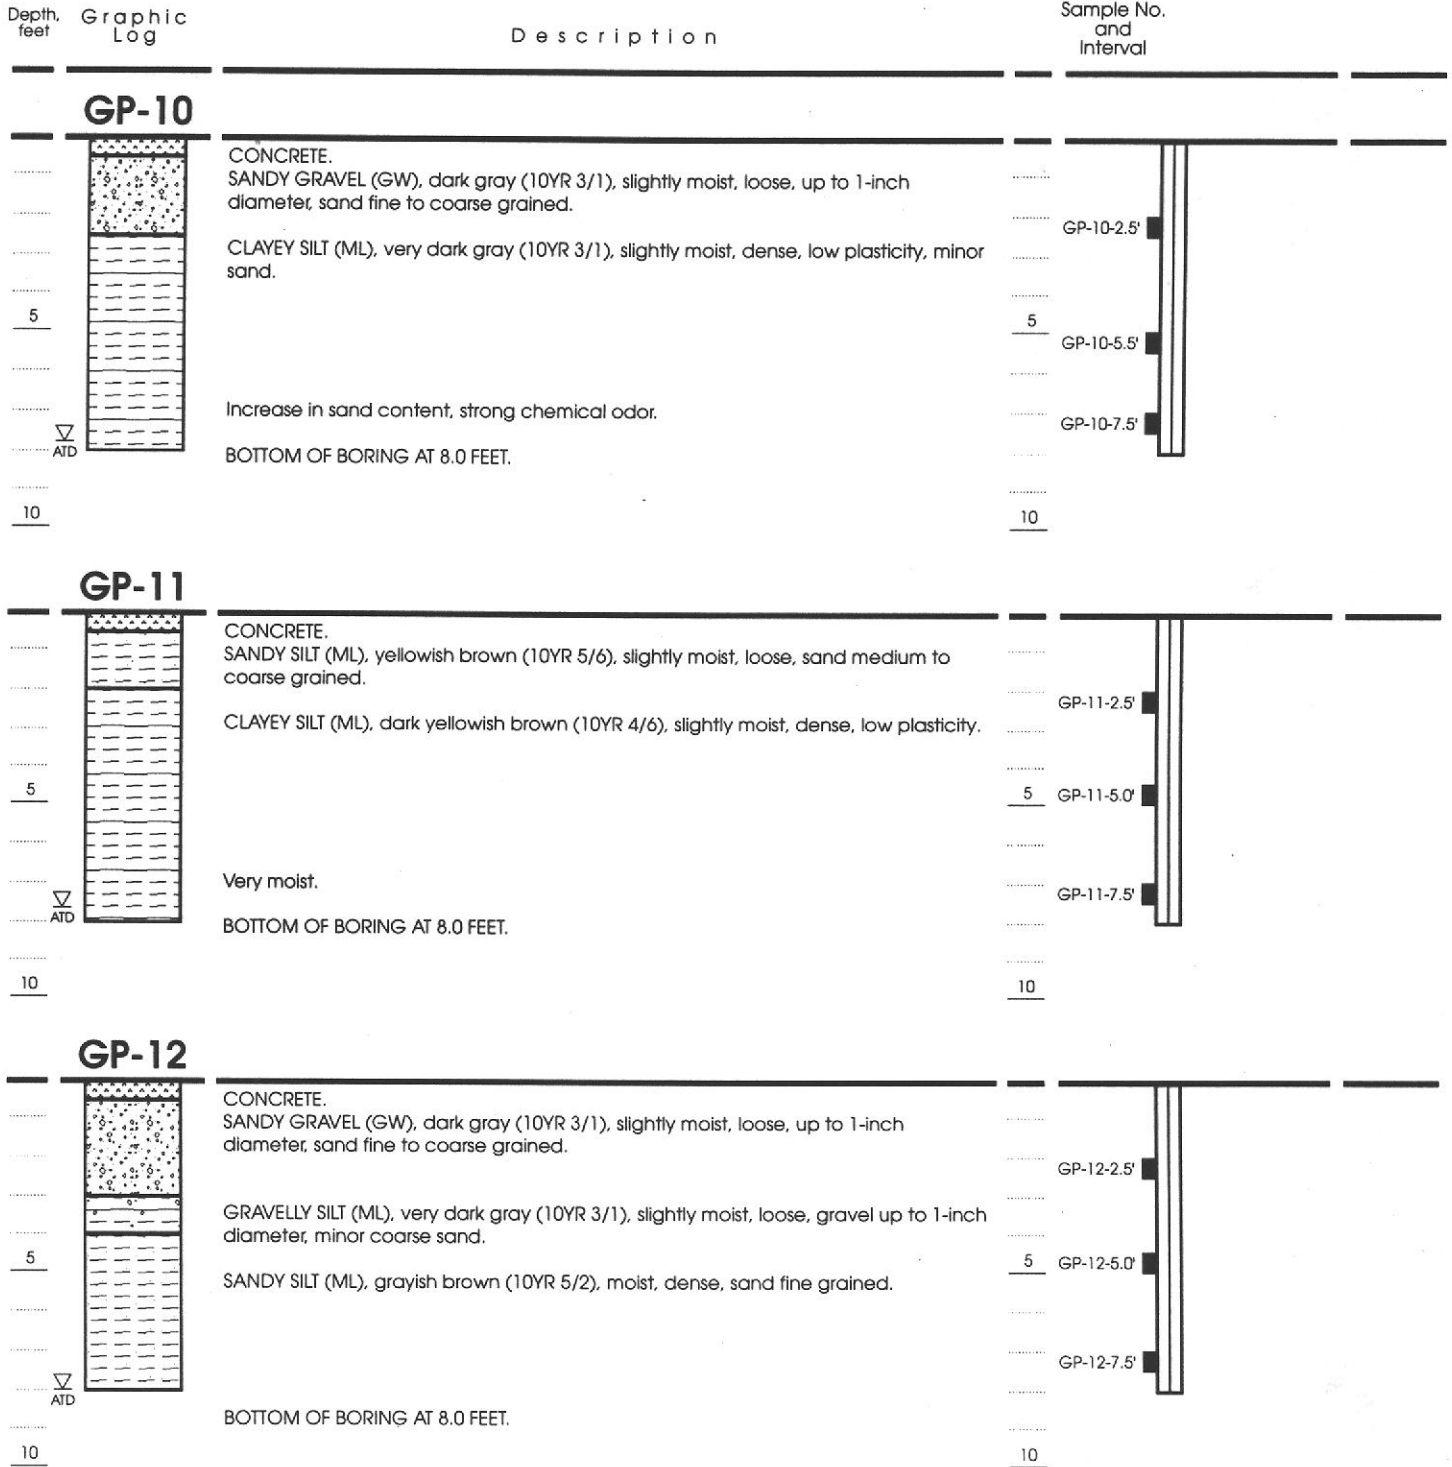 Depth, feet
Graphic Log
Description
Sample No. and Interval
GP-10
CONCRETE.
SANDY GRAVEL (GW), dark gray (10YR 3/1), slightly moist, loose, up to 1-inch
diameter, sand fine to coarse grained.
GP-10-2.5'
CLAYEY SILT (ML), very dark gray (10YR 3/1), slightly moist, dense, low plasticity, minor
sand.
5
5
GP-10-5.5'
Increase in sand content, strong chemical odor.
GP-10-7.5'
ATD
BOTTOM OF BORING AT 8.0 FEET.
10
10
GP-11
CONCRETE.
SANDY SILT (ML), yellowish brown (10YR 5/6), slightly moist, loose, sand medium to
coarse grained.
GP-11-2.5'
CLAYEY SILT (ML), dark yellowish brown (10YR 4/6), slightly moist, dense, low plasticity.
5
5
GP-11-5.0'
Very moist.
GP-11-7.5'
ATD
BOTTOM OF BORING AT 8.0 FEET.
10
10
GP-12
CONCRETE.
SANDY GRAVEL (GW), dark gray (10YR 3/1), slightly moist, loose, up to 1-inch
diameter, sand fine to coarse grained.
GP-12-2.5'
GRAVELLY SILT (ML), very dark gray (10YR 3/1), slightly moist, loose, gravel up to 1-inch
diameter, minor coarse sand.
5
5
GP-12-5.0'
SANDY SILT (ML), grayish brown (10YR 5/2), moist, dense, sand fine grained.
GP-12-7.5'
ATD
BOTTOM OF BORING AT 8.0 FEET.
10
10